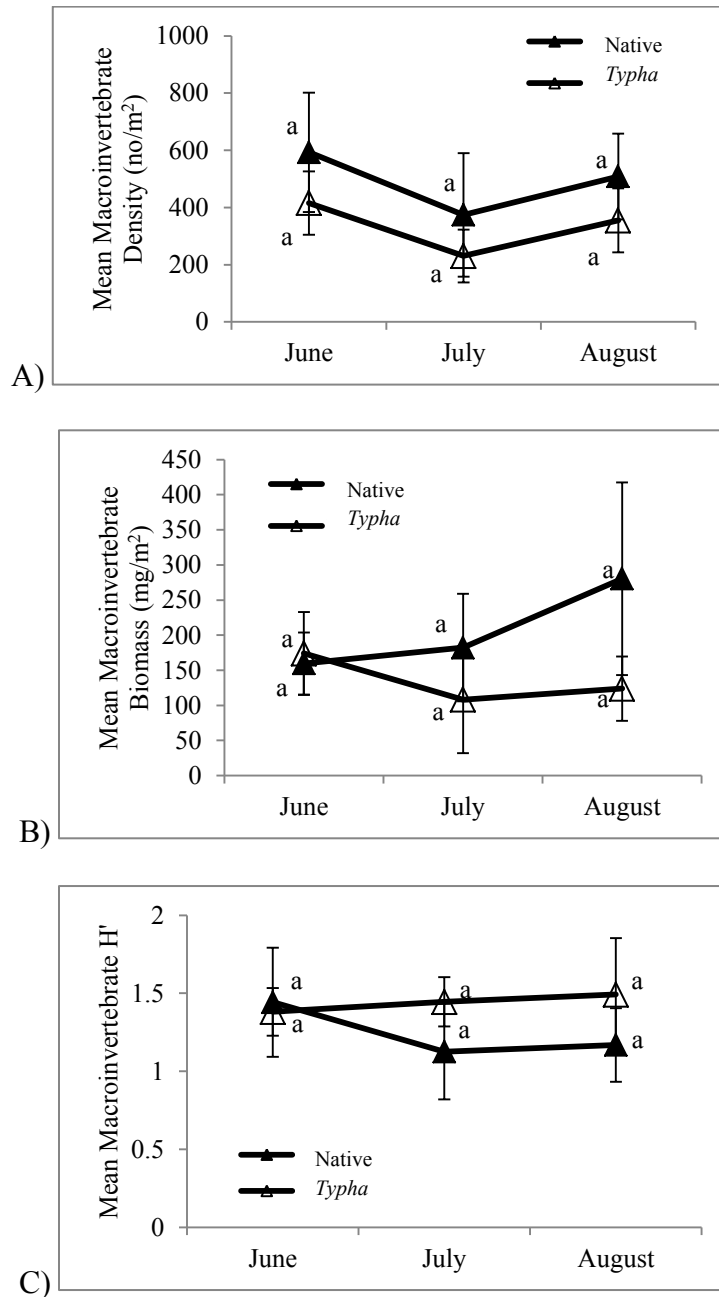 1000
800
600
400
200
0
Mean Macroinvertebrate
Density (no/m²)
Native
Typha
a
a
a
a
a
a
June July August
A)
450
400
350
300
250
200
150
100
50
0
Mean Macroinvertebrate
Biomass (mg/m²)
Native
Typha
a
a
a
a
a
a
June July August
B)
2
1.5
1
0.5
0
Mean Macroinvertebrate H'
a
a
a
a
a
a
Native
Typha
June July August
C)